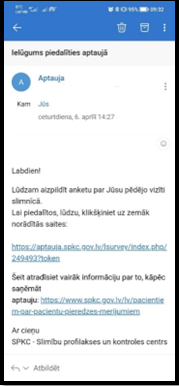 95% 09:32
Ielūgums piedalīties aptaujā
A
Aptauja
Kam Jūs
ceturtdiena, 6. aprīlī 14:27
Labdien!
Lūdzam aizpildīt anketu par Jūsu pēdējo vizīti
slimnīcā.
Lai piedalītos, lūdzu, klikšķiniet uz zemāk
norādītās saites:
https://aptauja.spkc.gov.lv/lsurvey/index.php/
249493?token
Šeit atradīsiet vairāk informāciju par to, kāpēc
saņēmāt
aptauju: https://www.spkc.gov.lv/pacientie
m-par-pacientu-pieredzes-merijumiem
Ar cieņu
SPKC - Slimību profilakses un kontroles centrs
Atbildēt